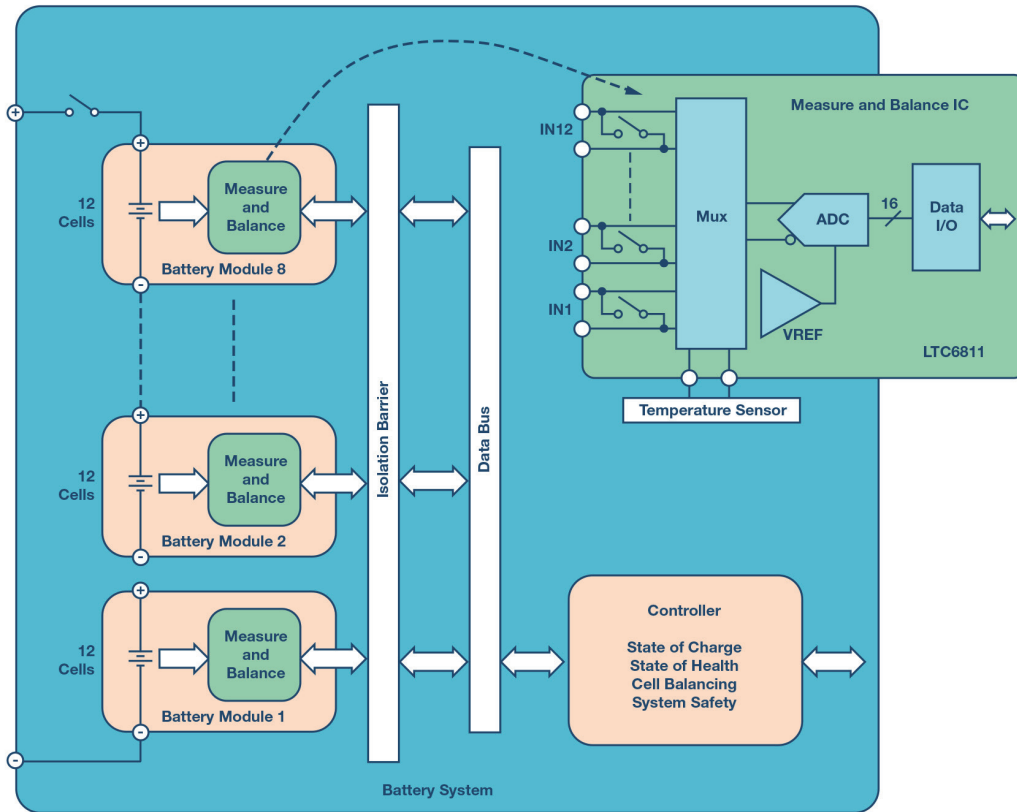 +
+
12
Cells
Measure
and
Balance
Battery Module 8
-
+
12
Cells
Measure
and
Balance
Battery Module 2
-
+
12
Cells
Measure
and
Balance
Battery Module 1
-
-
Isolation Barrier
Data Bus
Measure and Balance IC
IN12
IN2
IN1
Mux
ADC
16
Data
I/O
VREF
LTC6811
Temperature Sensor
Controller
State of Charge
State of Health
Cell Balancing
System Safety
Battery System